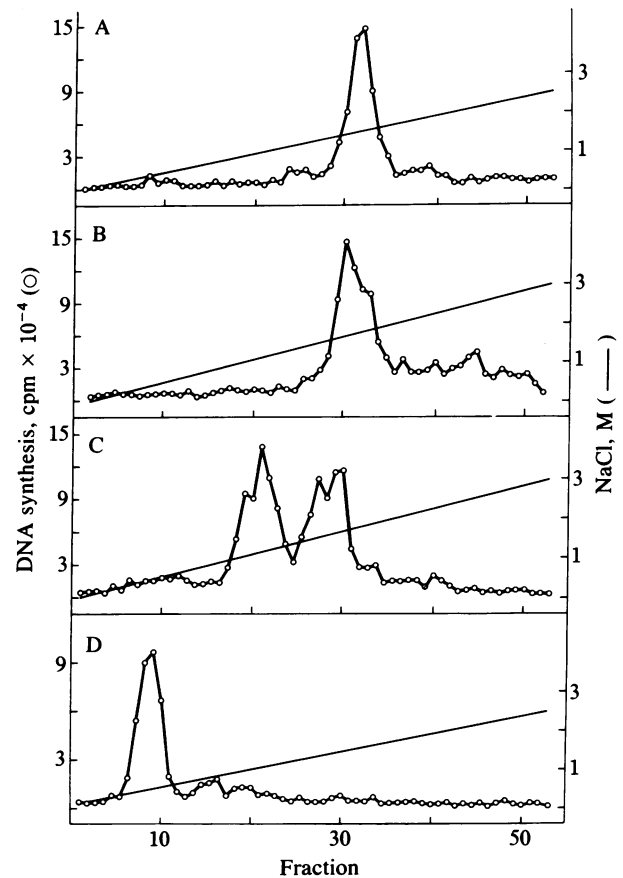 A
15
9
3
3
1
B
15
9
3
3
1
C
15
9
3
3
1
D
9
3
3
1
10 30 50
Fraction
DNA synthesis, cpm × 10⁻⁴ (○)
NaCl, M ( — )